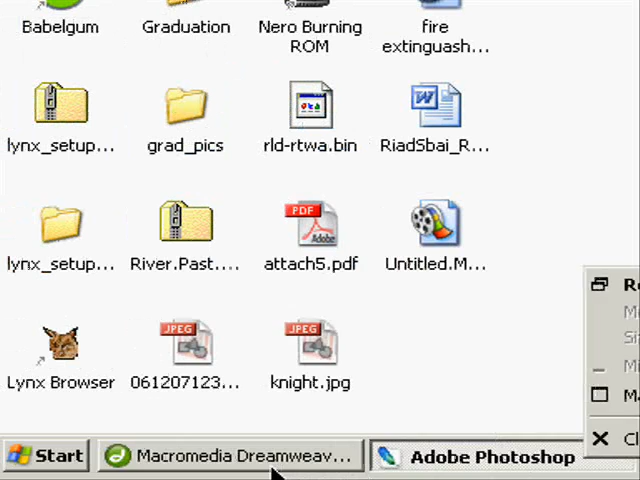 Babelgum
Graduation
Nero Burning
ROM
fire
extinguash...
lynx_setup...
grad_pics
rld-rtwa.bin
RiadSbai_R...
lynx_setup...
River.Past....
PDF
Adobe
attach5.pdf
Untitled.M...
Lynx Browser
JPEG
061207123...
JPEG
knight.jpg
Start
Macromedia Dreamweav...
Adobe Photoshop